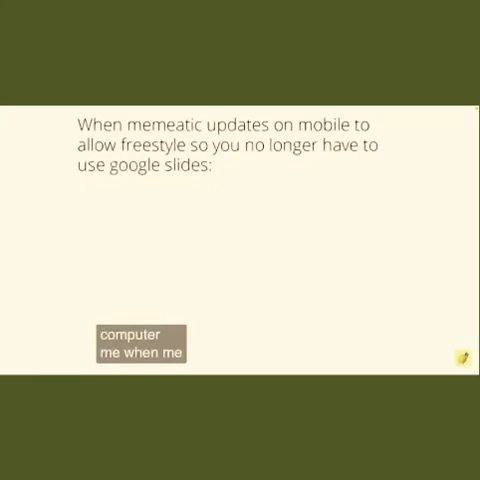 When memeatic updates on mobile to
allow freestyle so you no longer have to
use google slides:
computer
me when me